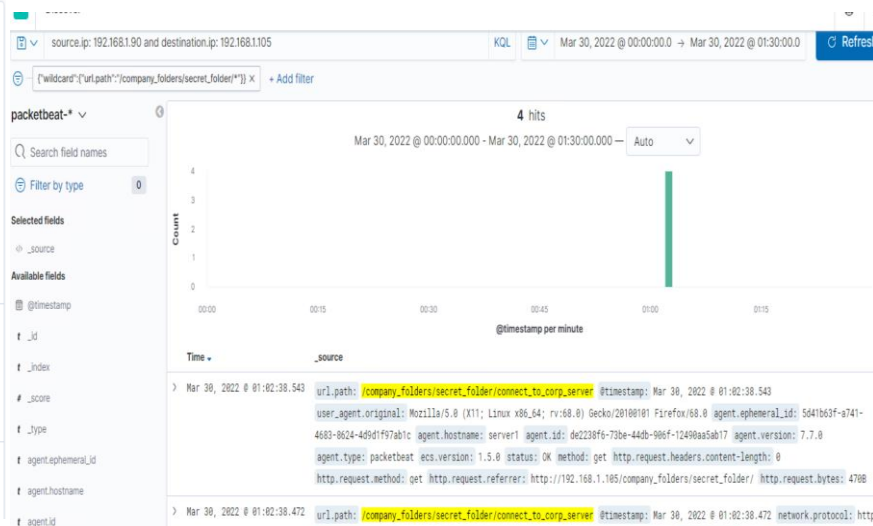 source.ip: 192.168.1.90 and destination.ip: 192.168.1.105
KQL
Mar 30, 2022 @ 00:00:00.0 → Mar 30, 2022 @ 01:30:00.0
Refresh
{"wildcard":{"url.path":"/company_folders/secret_folder/*"}} ×
+ Add filter
packetbeat-*
Search field names
Filter by type
0
Selected fields
_source
Available fields
@timestamp
t _id
t _index
# _score
t _type
t agent.ephemeral_id
t agent.hostname
t agent.id
4 hits
Mar 30, 2022 @ 00:00:00.000 - Mar 30, 2022 @ 01:30:00.000 —
Auto
Count
4
3
2
1
0
00:00
00:15
00:30
00:45
01:00
01:15
@timestamp per minute
Time
_source
Mar 30, 2022 @ 01:02:38.543
url.path: /company_folders/secret_folder/connect_to_corp_server @timestamp: Mar 30, 2022 @ 01:02:38.543
user_agent.original: Mozilla/5.0 (X11; Linux x86_64; rv:68.0) Gecko/20100101 Firefox/68.0 agent.ephemeral_id: 5d41b63f-a741-
4683-8624-4d9d1f97ab1c agent.hostname: server1 agent.id: de2238f6-73be-44db-906f-12490aa5ab17 agent.version: 7.7.0
agent.type: packetbeat ecs.version: 1.5.0 status: OK method: get http.request.headers.content-length: 0
http.request.method: get http.request.referrer: http://192.168.1.105/company_folders/secret_folder/ http.request.bytes: 470B
Mar 30, 2022 @ 01:02:38.472
url.path: /company_folders/secret_folder/connect_to_corp_server @timestamp: Mar 30, 2022 @ 01:02:38.472 network.protocol: http